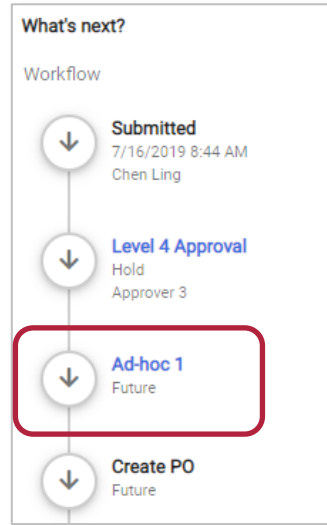 What's next?
Workflow
Submitted
7/16/2019 8:44 AM
Chen Ling
Level 4 Approval
Hold
Approver 3
Ad-hoc 1
Future
Create PO
Future